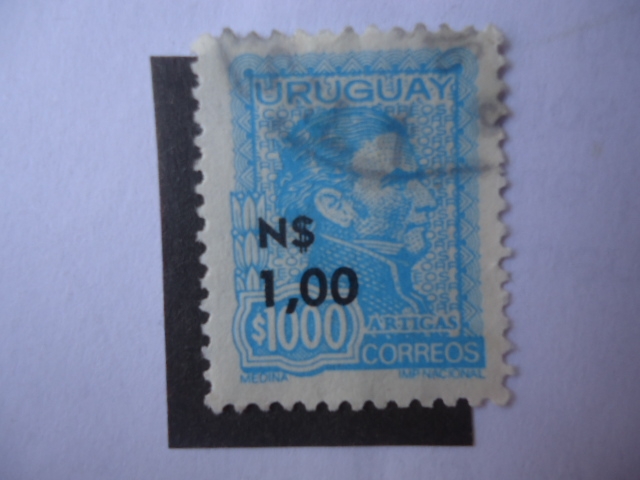 URUGUAY
N$
1,00
$1000
ARTIGAS
CORREOS
MEDINA
IMP.NACIONAL